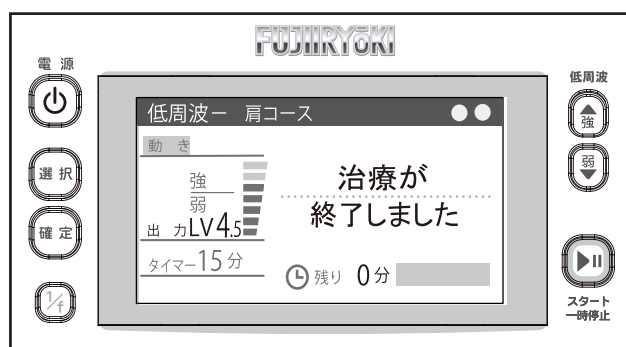 FUJIIRYOKI
電 源
選 択
確 定
1/f
低周波ー 肩コース
動 き
強
弱
出 力LV4.5
タイマー15分
治療が
終了しました
残り 0分
低周波
強
弱
スタート
一時停止